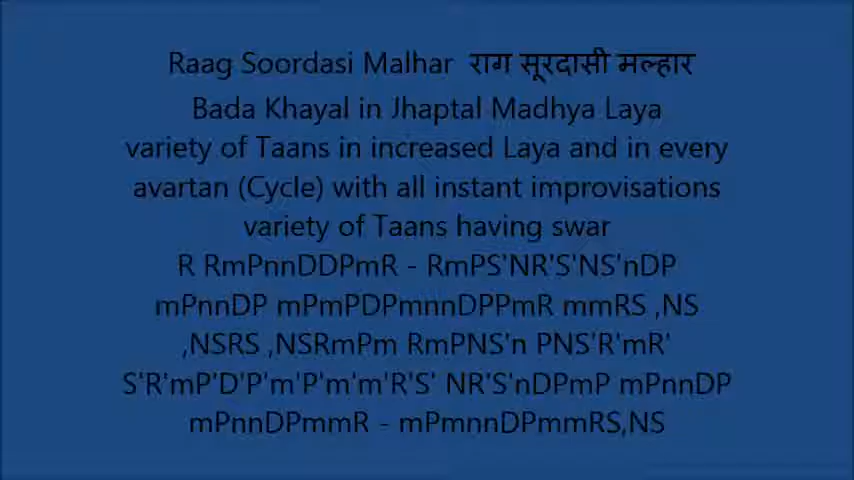 Raag Soordasi Malhar राग सूरदासी मल्हार
Bada Khayal in Jhaptal Madhya Laya
variety of Taans in increased Laya and in every
avartan (Cycle) with all instant improvisations
variety of Taans having swar
R RmPnnDDPmR - RmPS'NR'S'NS'nDP
mPnnDP mPmPDPmnnDPPmR mmRS ,NS
,NSRS ,NSRmPm RmPNS'n PNS'R'mR'
S'R'mP'D'P'm'P'm'm'R'S' NR'S'nDPmP mPnnDP
mPnnDPmmR - mPmnnDPmmRS,NS